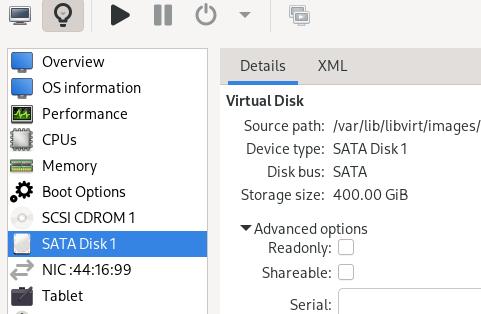 Details
XML
Overview
OS information
Performance
CPUs
Memory
Boot Options
SCSI CDROM 1
SATA Disk 1
NIC :44:16:99
Tablet
Virtual Disk
Source path: /var/lib/libvirt/images/
Device type: SATA Disk 1
Disk bus: SATA
Storage size: 400.00 GiB
Advanced options
Readonly:
Shareable:
Serial: